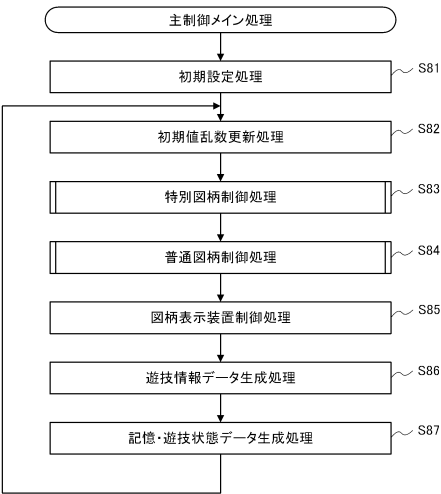 主制御メイン処理
初期設定処理 S81
初期値乱数更新処理 S82
特別図柄制御処理 S83
普通図柄制御処理 S84
図柄表示装置制御処理 S85
遊技情報データ生成処理 S86
記憶・遊技状態データ生成処理 S87